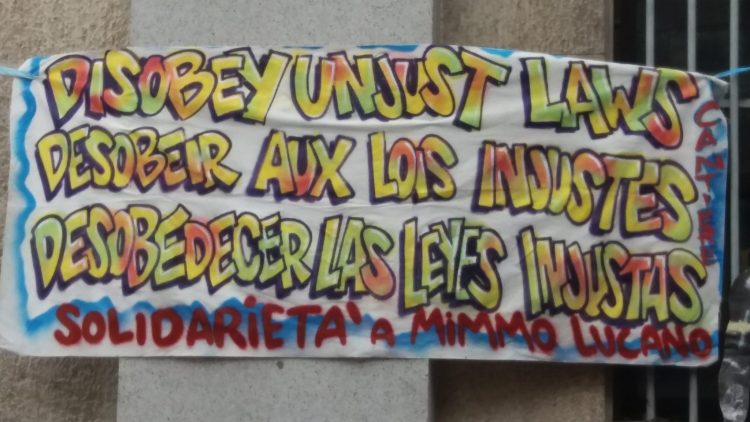 DISOBEY UNJUST LAWS
DESOBEIR AUX LOIS INJUSTES
DESOBEDECER LAS LEYES INJUSTAS
SOLIDARIETA' A MIMMO LUCANO